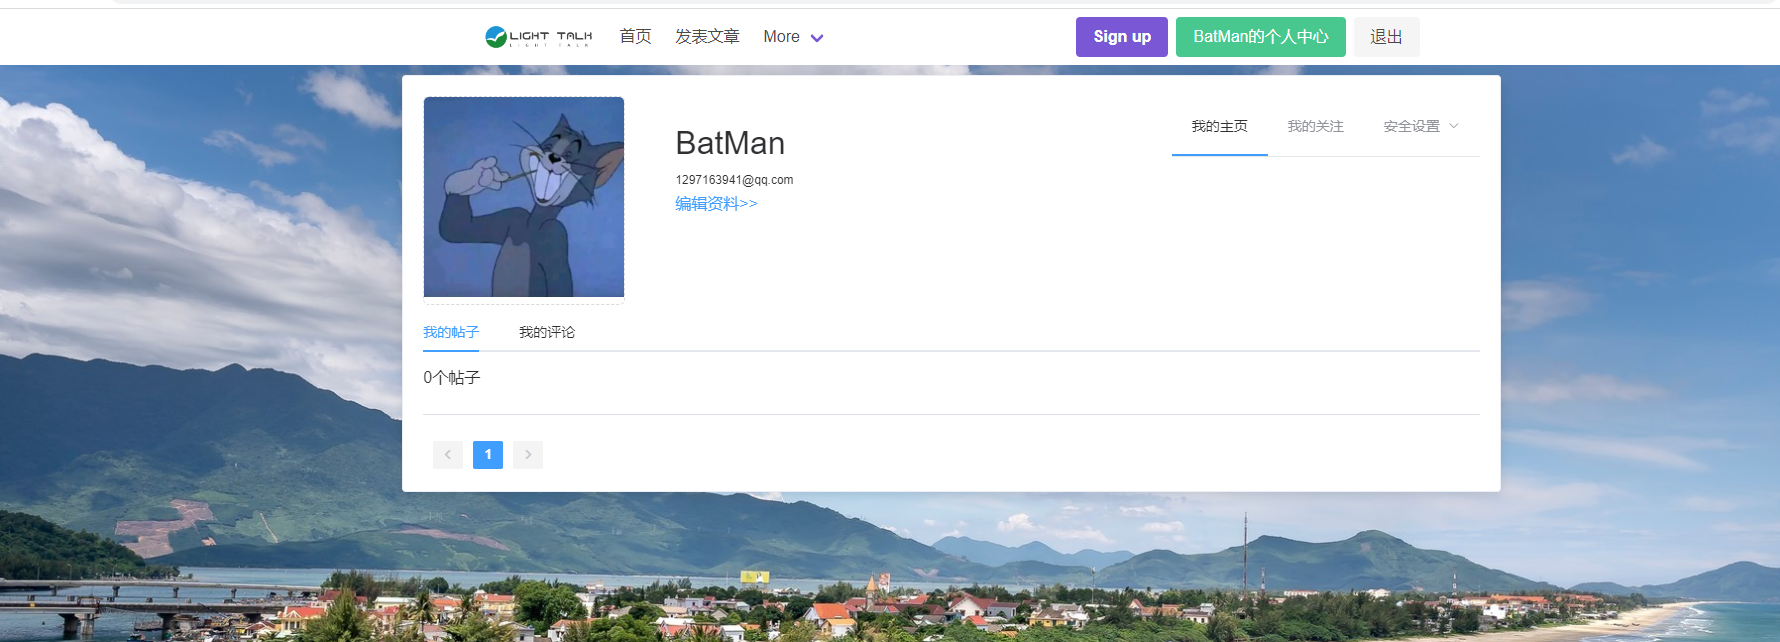 LIGHT TALK
LIGHT TALK
首页
发表文章
More
Sign up
BatMan的个人中心
退出
BatMan
1297163941@qq.com
编辑资料>>
我的主页
我的关注
安全设置
我的帖子
我的评论
0个帖子
1